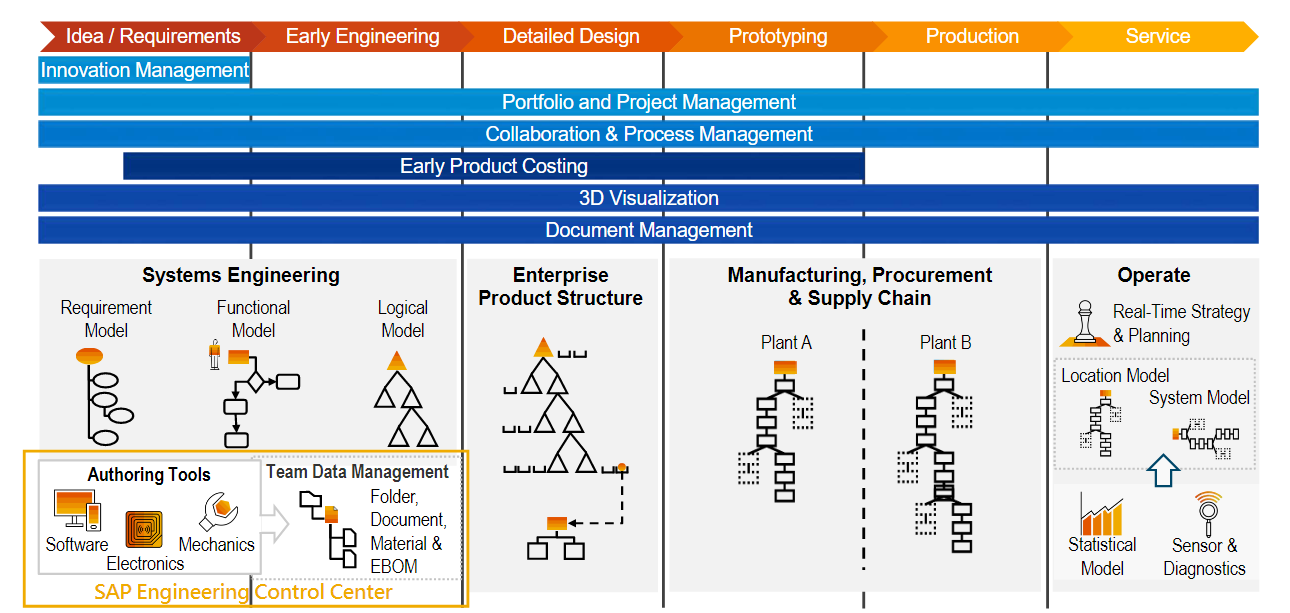 Idea / Requirements
Early Engineering
Detailed Design
Prototyping
Production
Service
Innovation Management
Portfolio and Project Management
Collaboration & Process Management
Early Product Costing
3D Visualization
Document Management
Systems Engineering
Requirement
Model
Functional
Model
Logical
Model
Authoring Tools
Software
Electronics
Mechanics
Team Data Management
Folder,
Document,
Material &
EBOM
SAP Engineering Control Center
Enterprise
Product Structure
Manufacturing, Procurement
& Supply Chain
Plant A
Plant B
Operate
Real-Time Strategy
& Planning
Location Model
System Model
Statistical
Model
Sensor &
Diagnostics